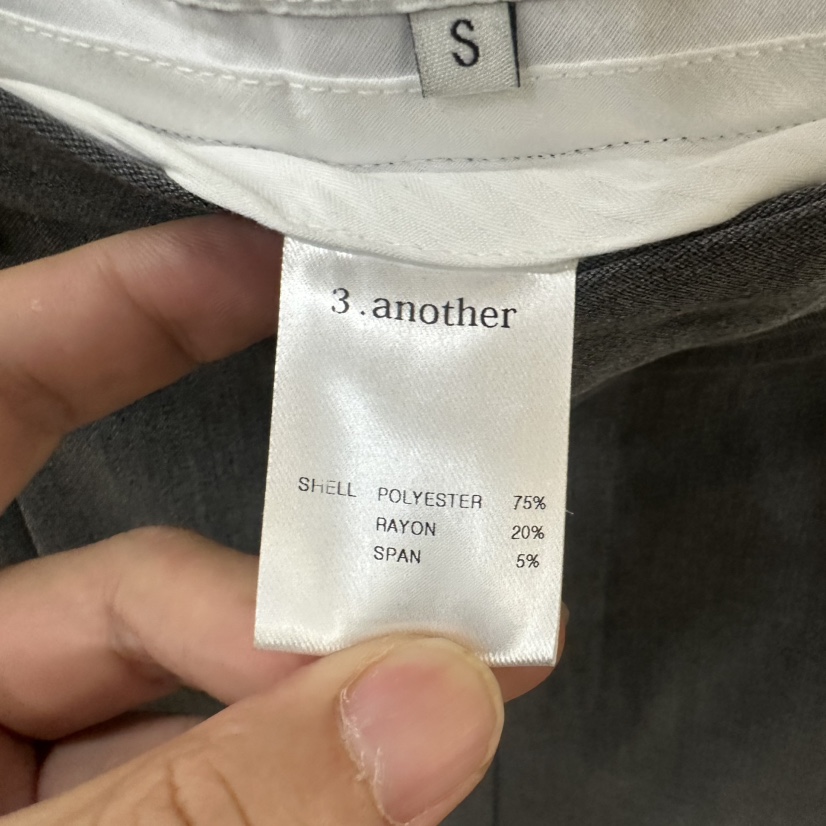 S
3.another
SHELL POLYESTER 75%
RAYON 20%
SPAN 5%